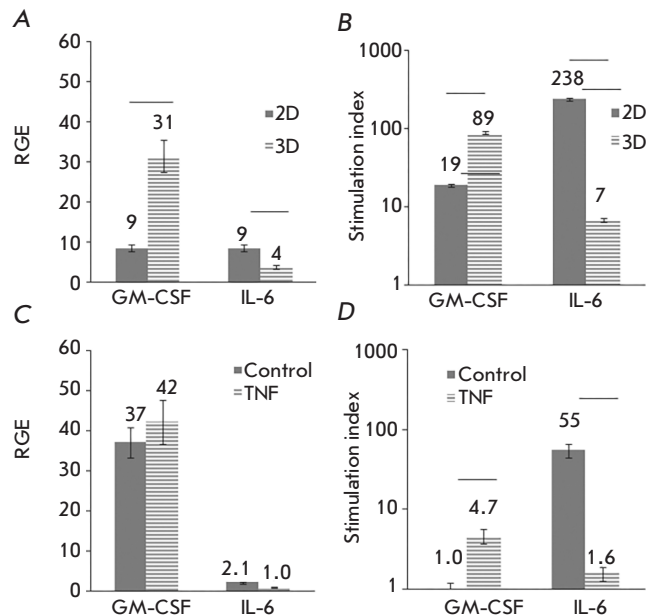 A
60
50
40
30
20
10
0
RGE
9
31
9
4
2D
3D
GM-CSF IL-6
B
1000
100
10
1
Stimulation index
19
89
238
7
2D
3D
GM-CSF IL-6
C
60
50
40
30
20
10
0
RGE
37
42
2.1
1.0
Control
TNF
GM-CSF IL-6
D
1000
100
10
1
Stimulation index
1.0
4.7
55
1.6
Control
TNF
GM-CSF IL-6